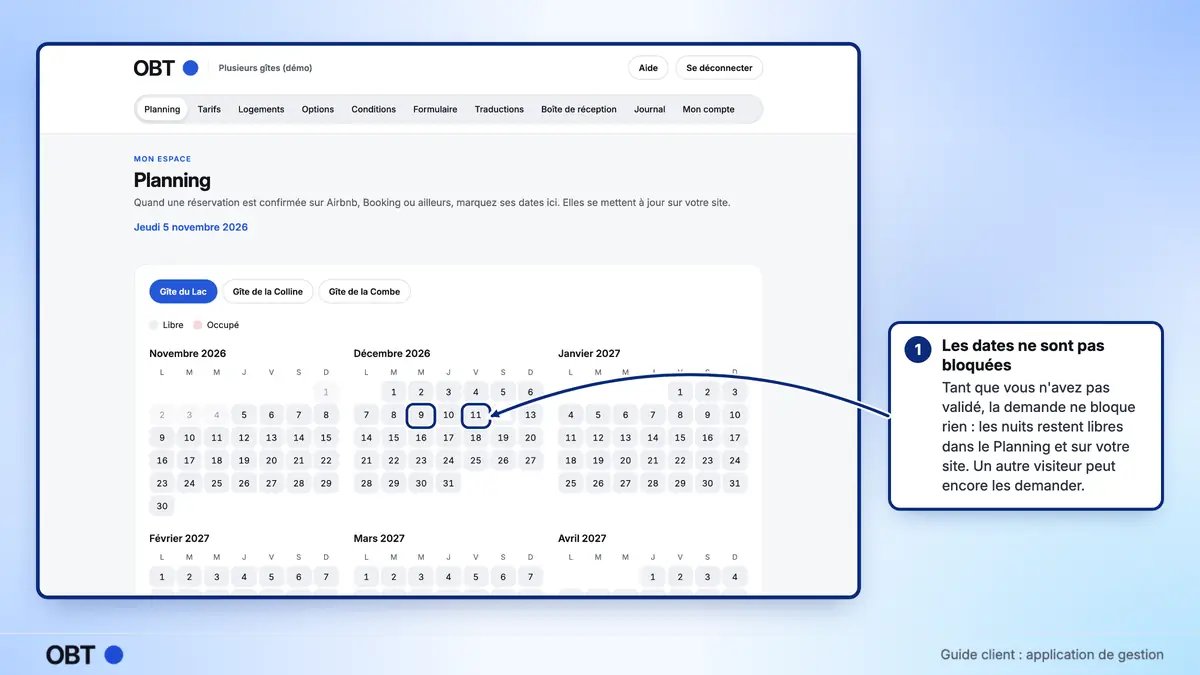 OBT
Plusieurs gîtes (démo)
Aide
Se déconnecter
Planning Tarifs Logements Options Conditions Formulaire Traductions Boîte de réception Journal Mon compte
MON ESPACE
Planning
Quand une réservation est confirmée sur Airbnb, Booking ou ailleurs, marquez ses dates ici. Elles se mettent à jour sur votre site.
Jeudi 5 novembre 2026
Gîte du Lac Gîte de la Colline Gîte de la Combe
Libre Occupé
Novembre 2026
L M M J V S D
1
2 3 4 5 6 7 8
9 10 11 12 13 14 15
16 17 18 19 20 21 22
23 24 25 26 27 28 29
30
Décembre 2026
L M M J V S D
1 2 3 4 5 6
7 8 9 10 11 13
14 15 16 17 18 19 20
21 22 23 24 25 26 27
28 29 30 31
Janvier 2027
L M M J V S D
1 2 3
4 5 6 7 8 9 10
11 12 13 14 15 16 17
18 19 20 21 22 23 24
25 26 27 28 29 30 31
Février 2027
L M M J V S D
1 2 3 4 5 6 7
Mars 2027
L M M J V S D
1 2 3 4 5 6 7
Avril 2027
L M M J V S D
1 2 3 4
1
Les dates ne sont pas
bloquées
Tant que vous n'avez pas
validé, la demande ne bloque
rien : les nuits restent libres
dans le Planning et sur votre
site. Un autre visiteur peut
encore les demander.
OBT
Guide client : application de gestion